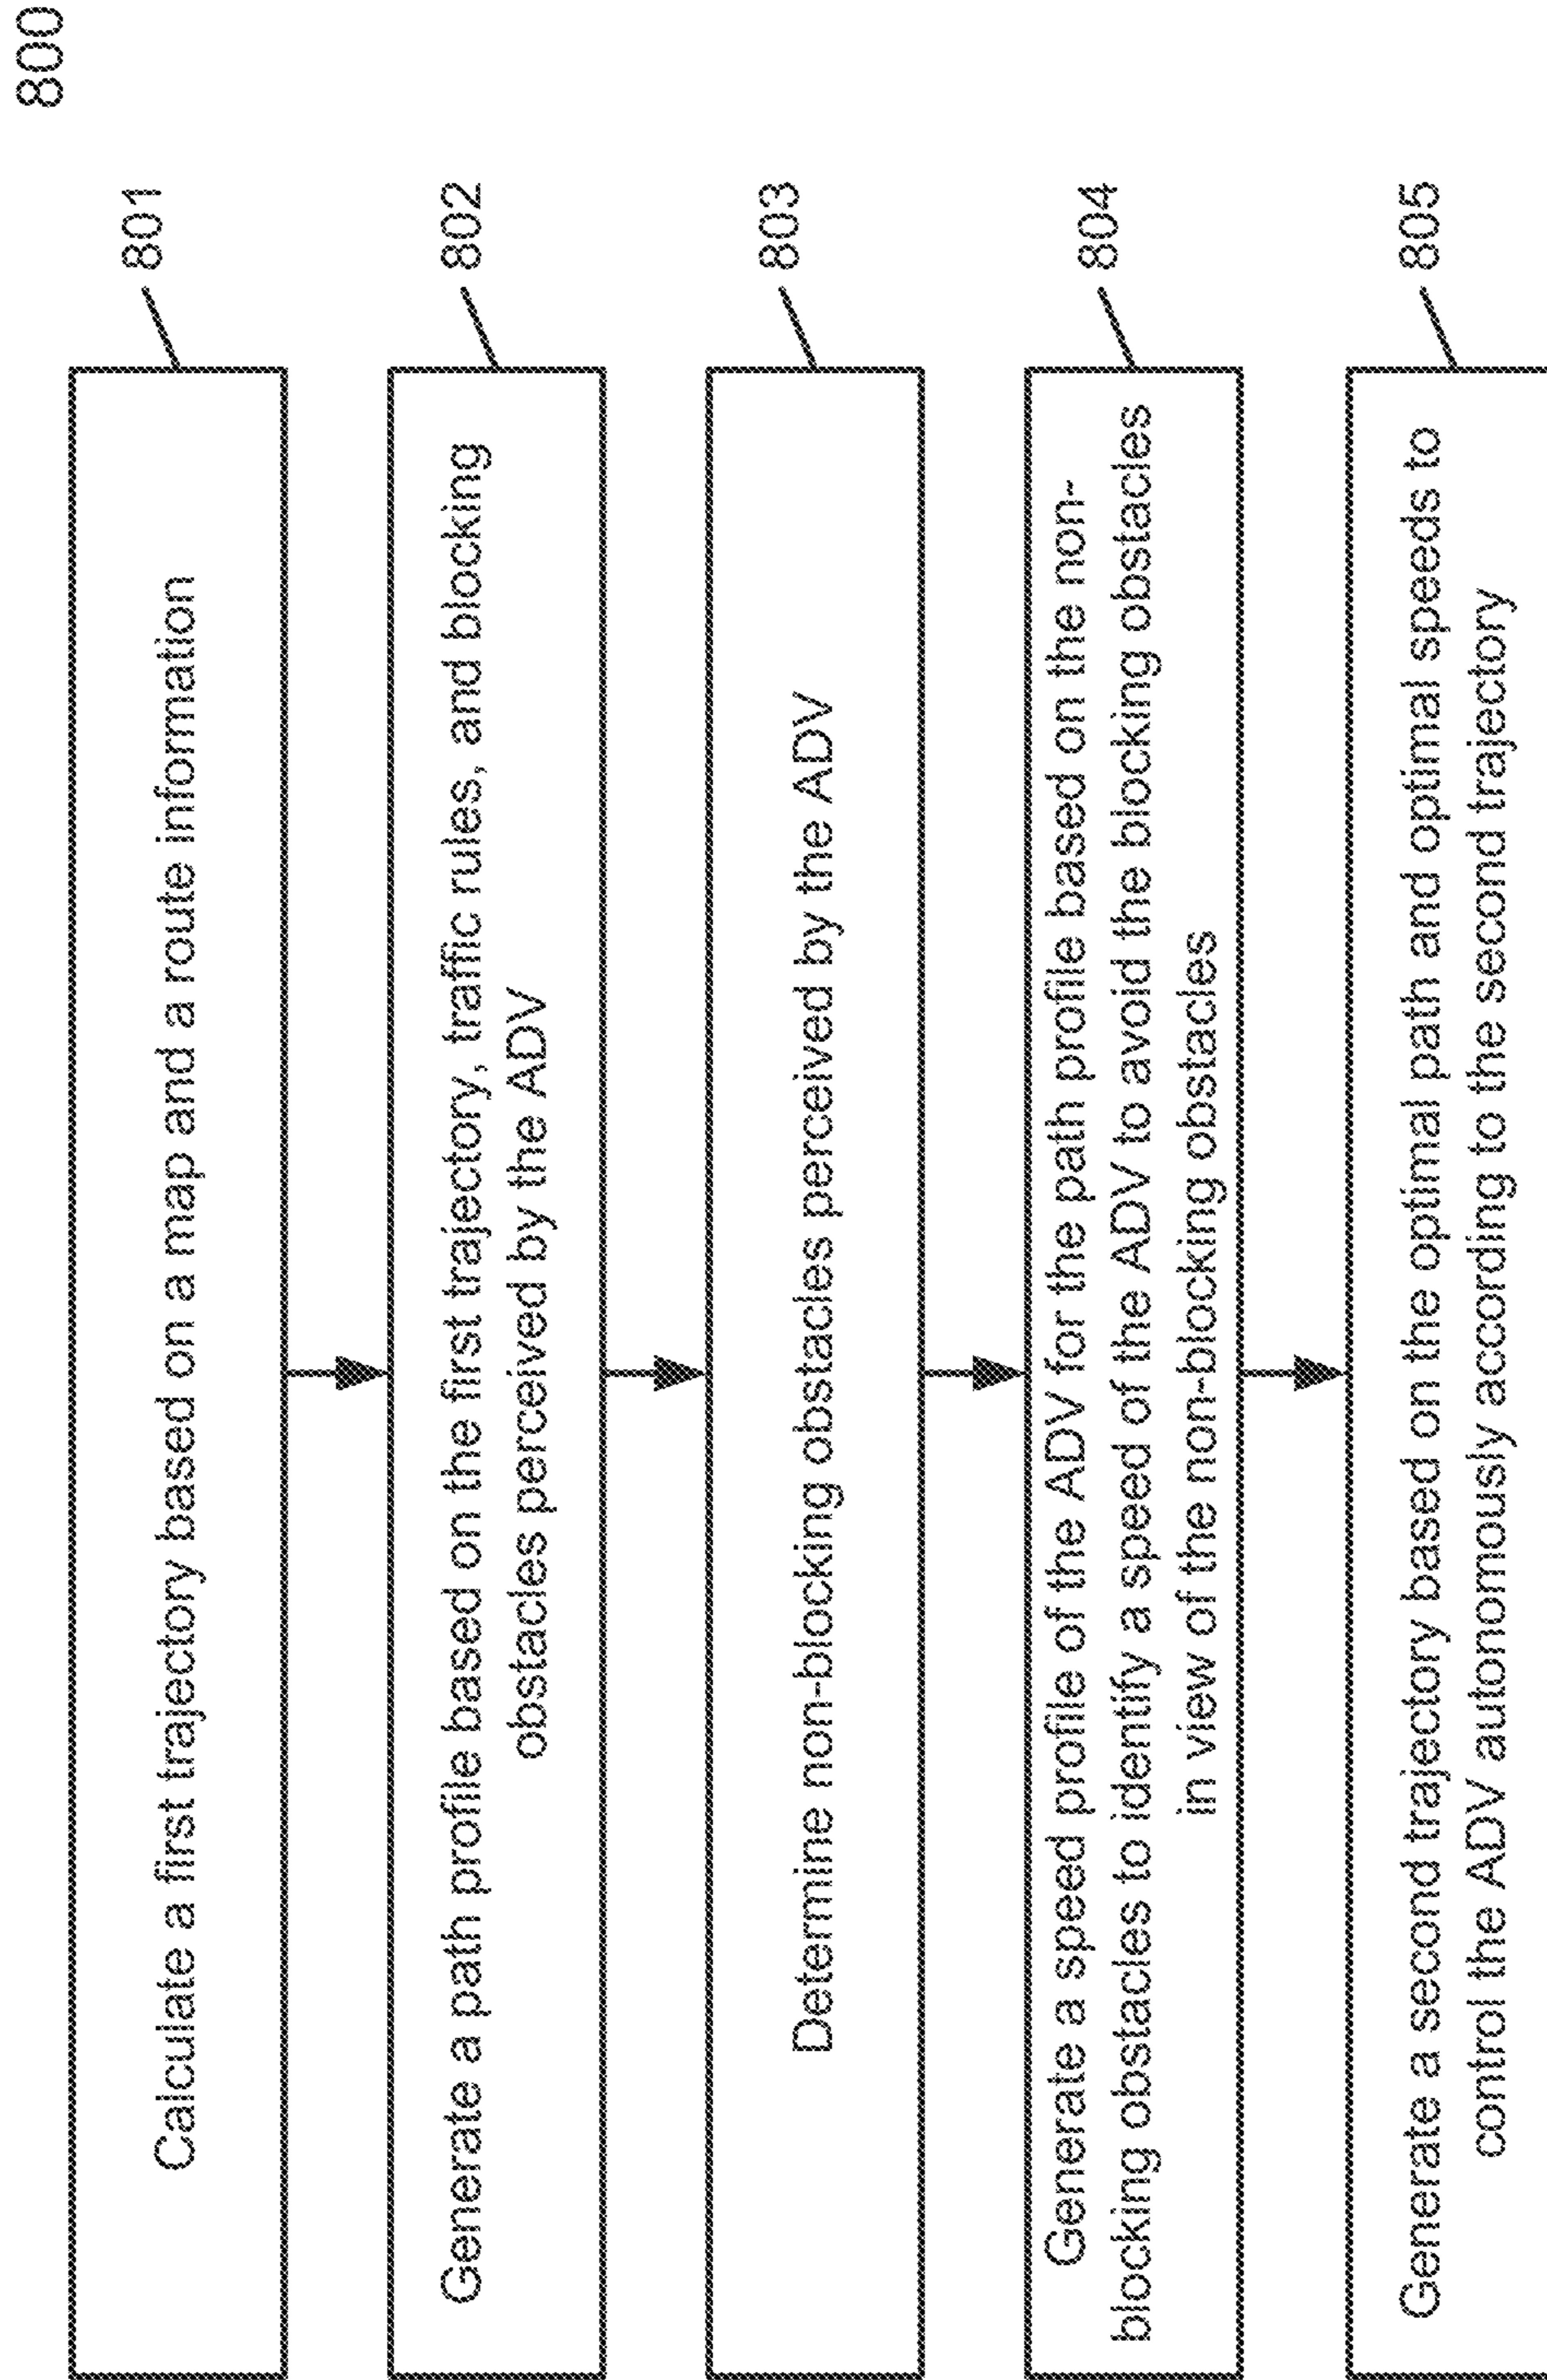 800
Calculate a first trajectory based on a map and a route information
801
Generate a path profile based on the first trajectory, traffic rules, and blocking
obstacles perceived by the ADV
802
Determine non-blocking obstacles perceived by the ADV
803
Generate a speed profile of the ADV for the path profile based on the non-
blocking obstacles to identify a speed of the ADV to avoid the blocking obstacles
in view of the non-blocking obstacles
804
Generate a second trajectory based on the optimal path and optimal speeds to
control the ADV autonomously according to the second trajectory
805